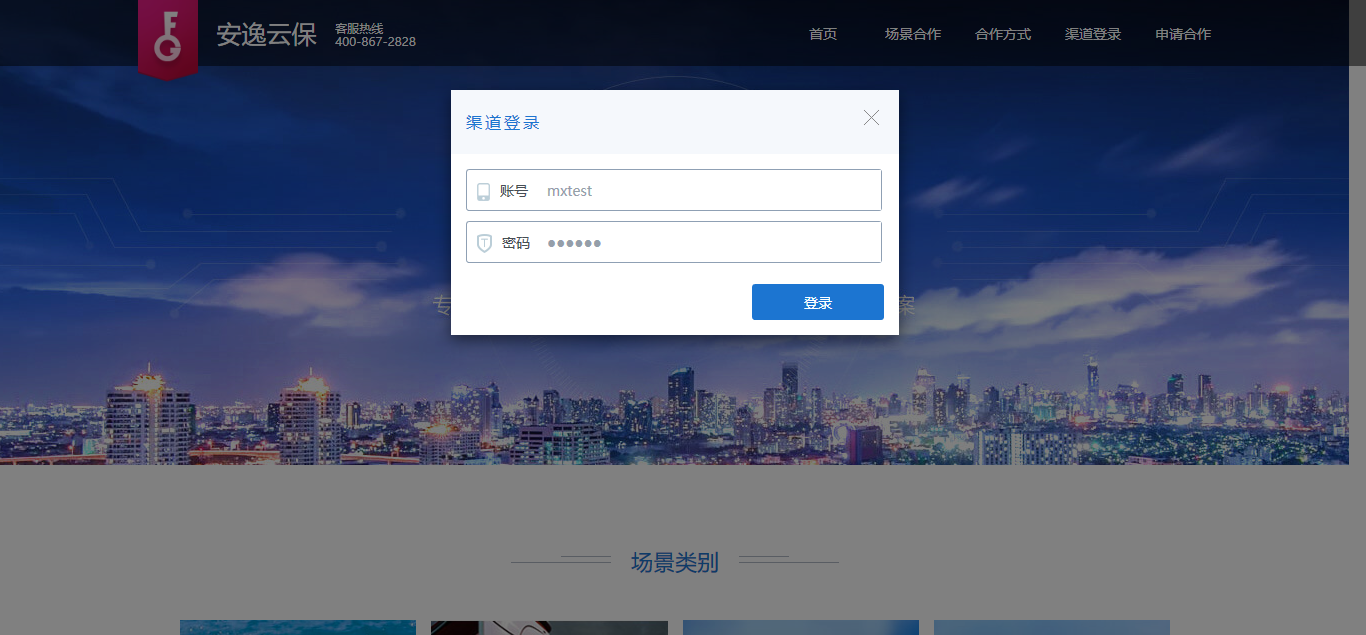 安逸云保
客服热线
400-867-2828
首页 场景合作 合作方式 渠道登录 申请合作
渠道登录
账号 mxtest
密码 ●●●●●●
登录
专
案
场景类别